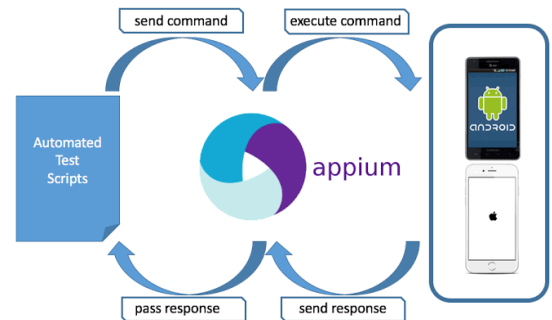 send command
execute command
Automated
Test
Scripts
ANDROID
appium
pass response
send response